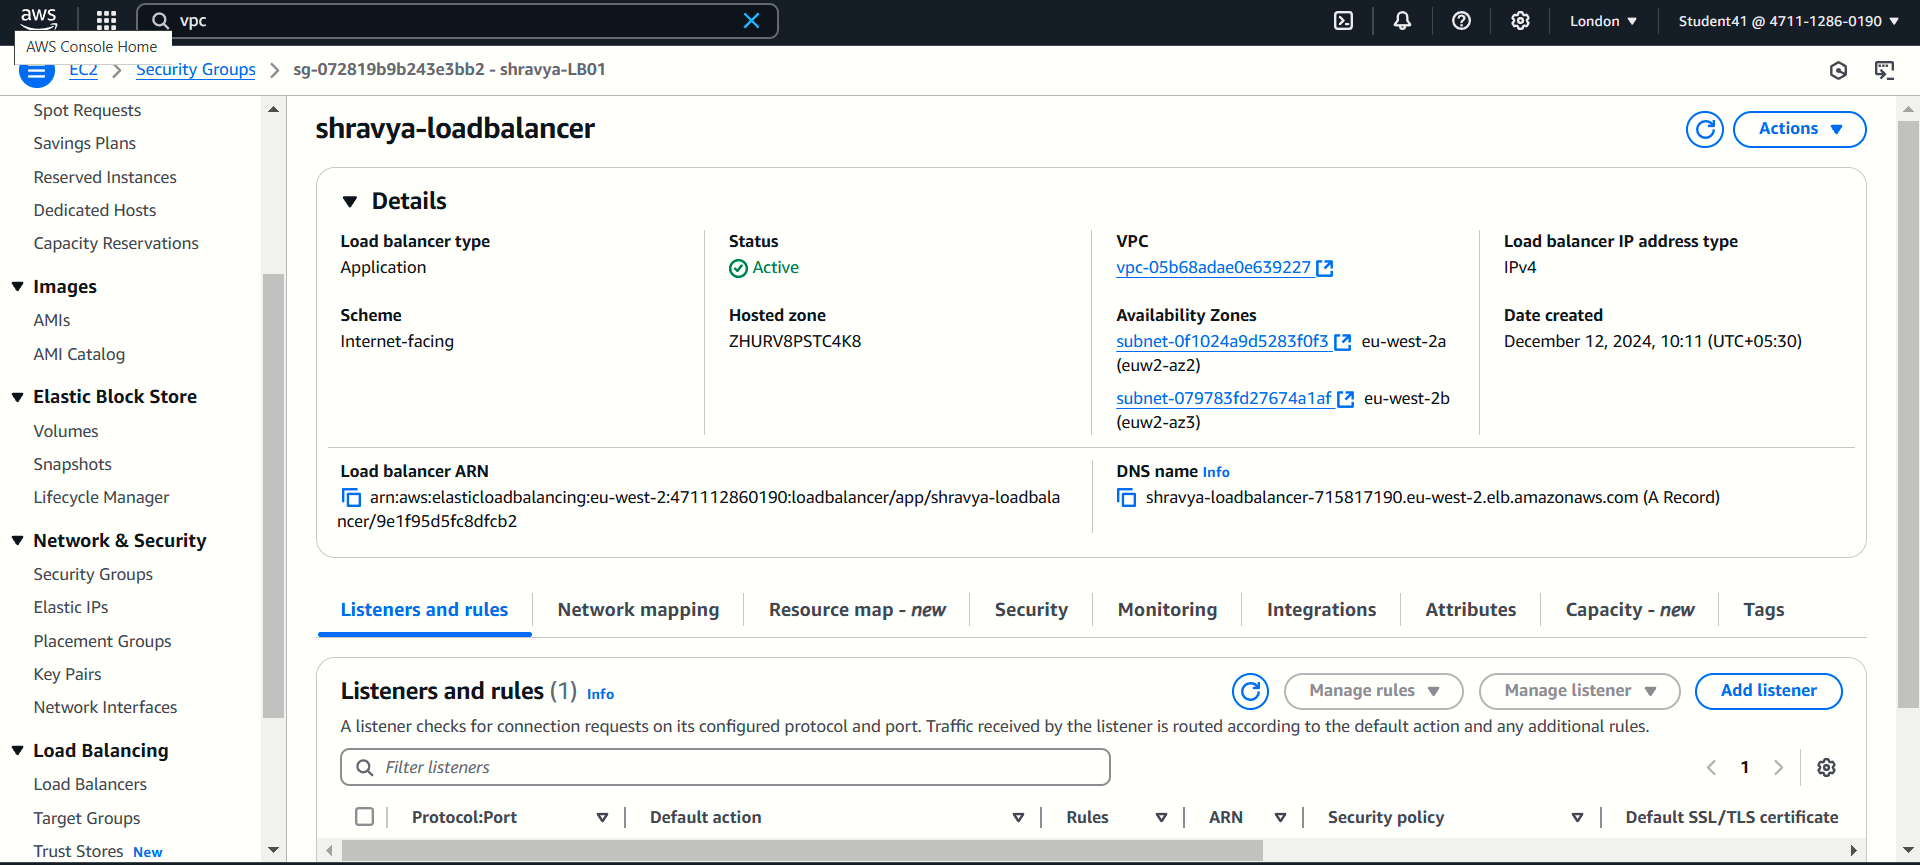 aws
vpc
London
Student41 @ 4711-1286-0190
AWS Console Home
EC2
Security Groups
sg-072819b9b243e3bb2 - shravya-LB01
Spot Requests
Savings Plans
Reserved Instances
Dedicated Hosts
Capacity Reservations
Images
AMIs
AMI Catalog
Elastic Block Store
Volumes
Snapshots
Lifecycle Manager
Network & Security
Security Groups
Elastic IPs
Placement Groups
Key Pairs
Network Interfaces
Load Balancing
Load Balancers
Target Groups
Trust Stores New
shravya-loadbalancer
Actions
Details
Load balancer type
Application
Status
Active
VPC
vpc-05b68adae0e639227
Load balancer IP address type
IPv4
Scheme
Internet-facing
Hosted zone
ZHURV8PSTC4K8
Availability Zones
subnet-0f1024a9d5283f0f3 eu-west-2a
(euw2-az2)
subnet-079783fd27674a1af eu-west-2b
(euw2-az3)
Date created
December 12, 2024, 10:11 (UTC+05:30)
Load balancer ARN
arn:aws:elasticloadbalancing:eu-west-2:471112860190:loadbalancer/app/shravya-loadbala
ncer/9e1f95d5fc8dfcb2
DNS name Info
shravya-loadbalancer-715817190.eu-west-2.elb.amazonaws.com (A Record)
Listeners and rules
Network mapping
Resource map - new
Security
Monitoring
Integrations
Attributes
Capacity - new
Tags
Listeners and rules (1) Info
Manage rules
Manage listener
Add listener
A listener checks for connection requests on its configured protocol and port. Traffic received by the listener is routed according to the default action and any additional rules.
Filter listeners
1
Protocol:Port
Default action
Rules
ARN
Security policy
Default SSL/TLS certificate